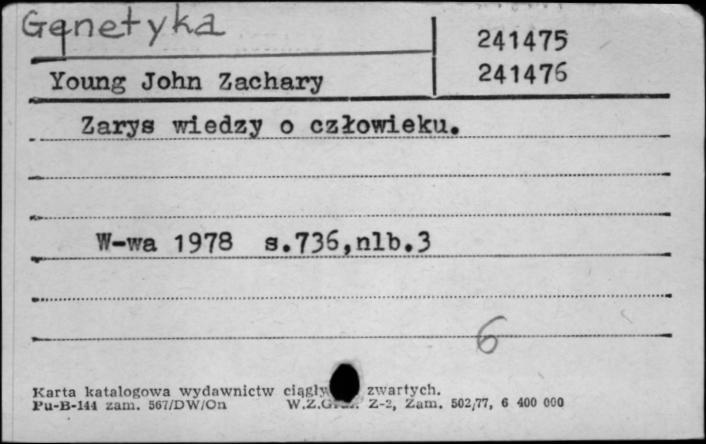 Genetyka
241475
Young John Zachary
241476
Zarys wiedzy o człowieku.
W-wa 1978 s.736,nlb.3
6
Karta katalogowa wydawnictw zwartych.
Pu-B-144 zam. 567/DW/On Z-2, Zam. 502/77, 6 400 000